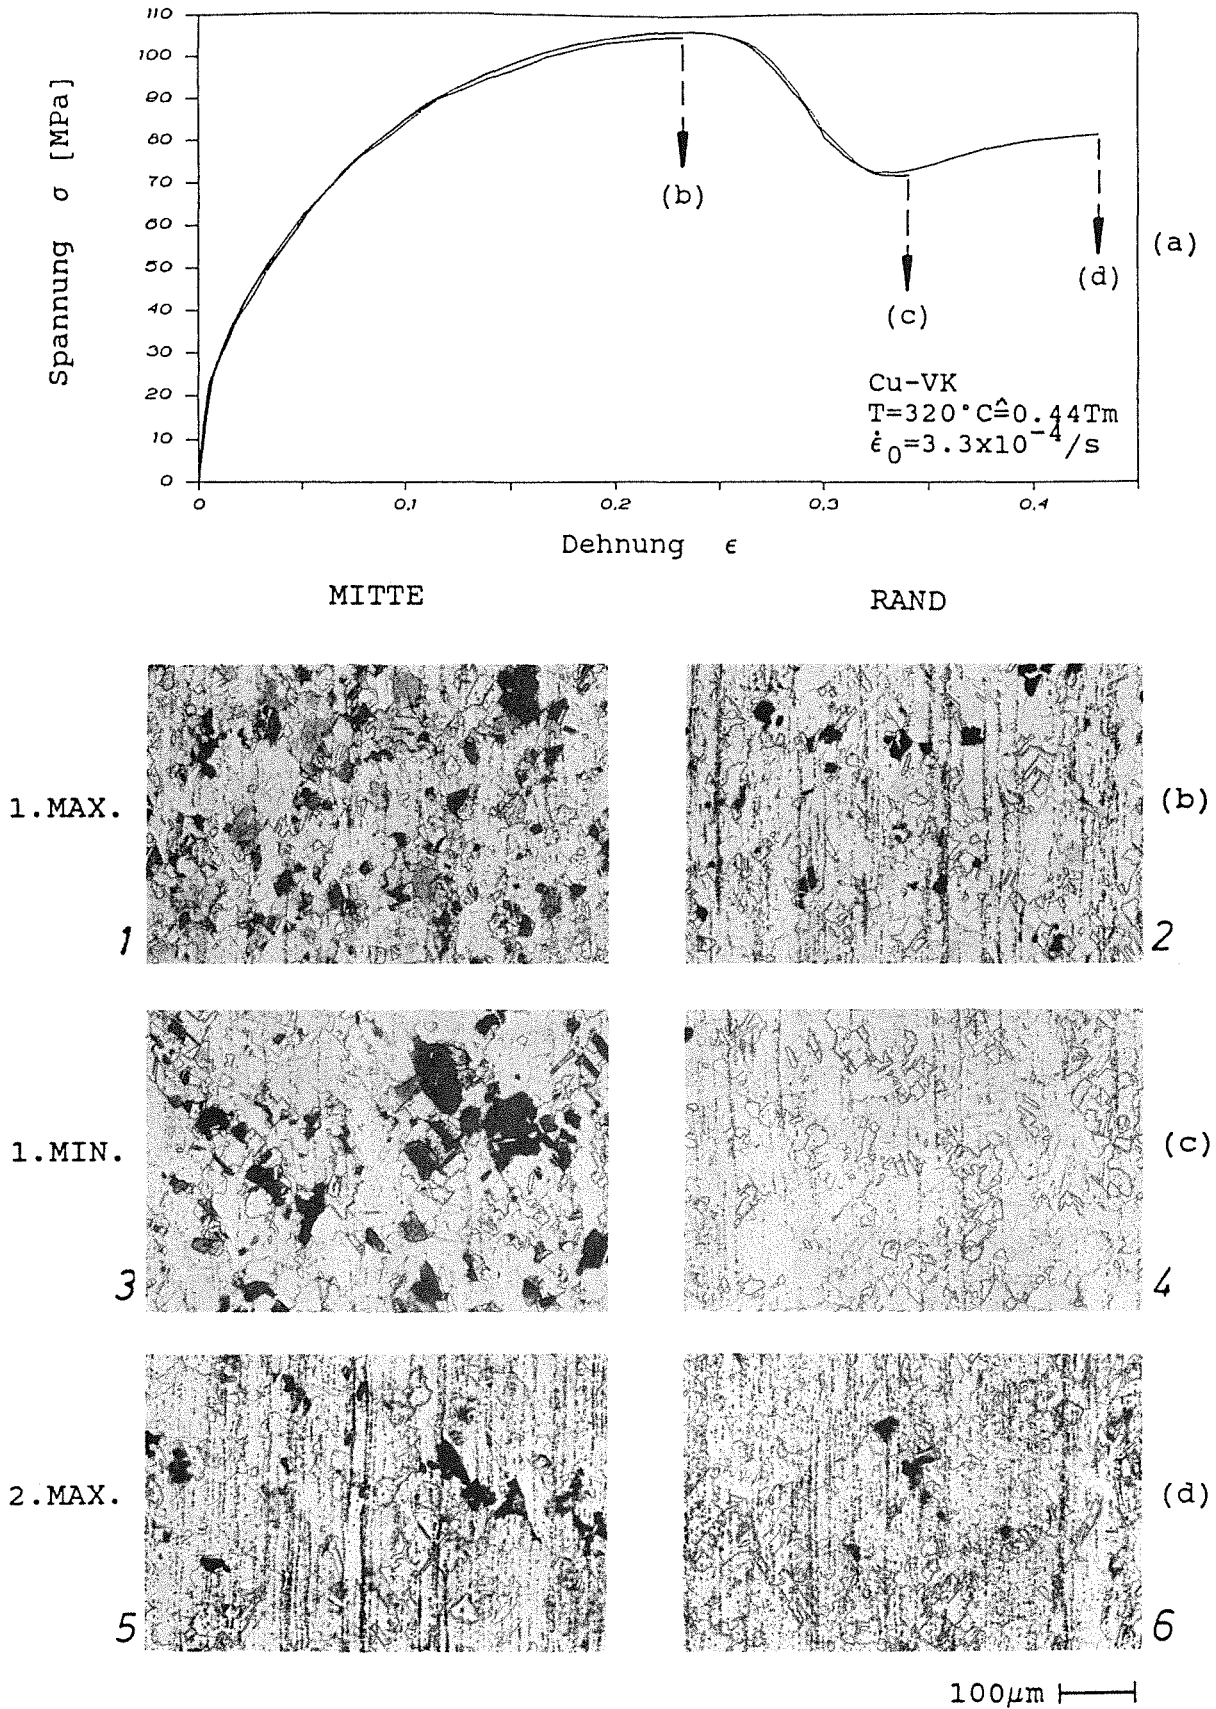 110
100
90
80
70
60
50
40
30
20
10
0
Spannung σ [MPa]
(b)
(c)
(d)
(a)
Cu-VK
T=320°C≙0.44Tm
ε̇₀=3.3x10⁻⁴/s
0 0,1 0,2 0,3 0,4
Dehnung ϵ
MITTE RAND
1.MAX. (b)
1 2
1.MIN. (c)
3 4
2.MAX. (d)
5 6
100μm